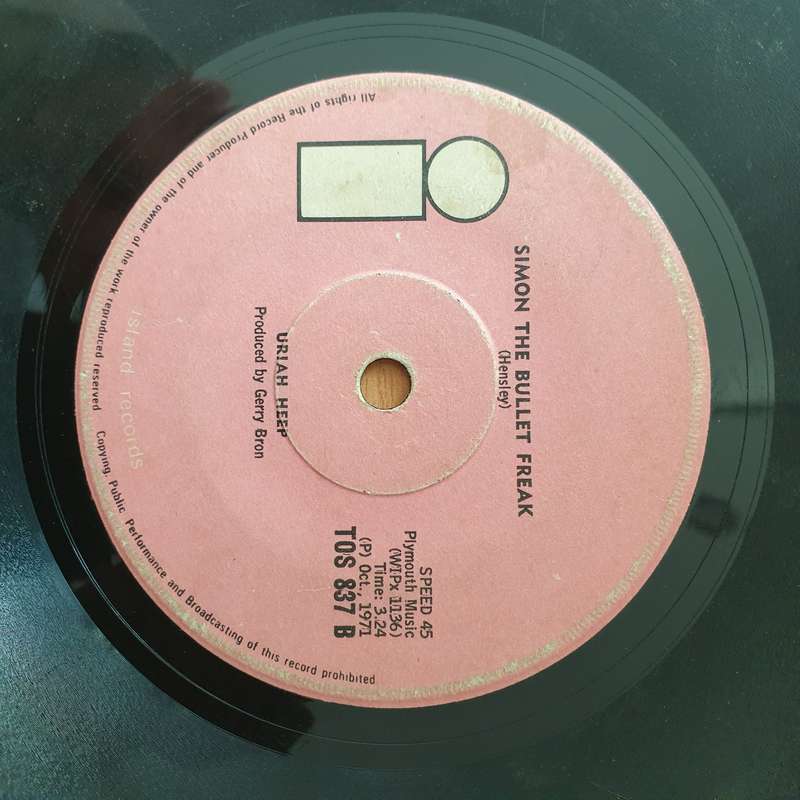 SIMON THE BULLET FREAK
(Hensley)
SPEED 45
Plymouth Music
(WIPx 1136)
Time: 3.24
(P) Oct., 1971
TOS 837 B
URIAH HEEP
Produced by Gerry Bron
island records
All rights of the Record Producer and of the owner of the work reproduced reserved Copying, Public Performance and Broadcasting of this record prohibited